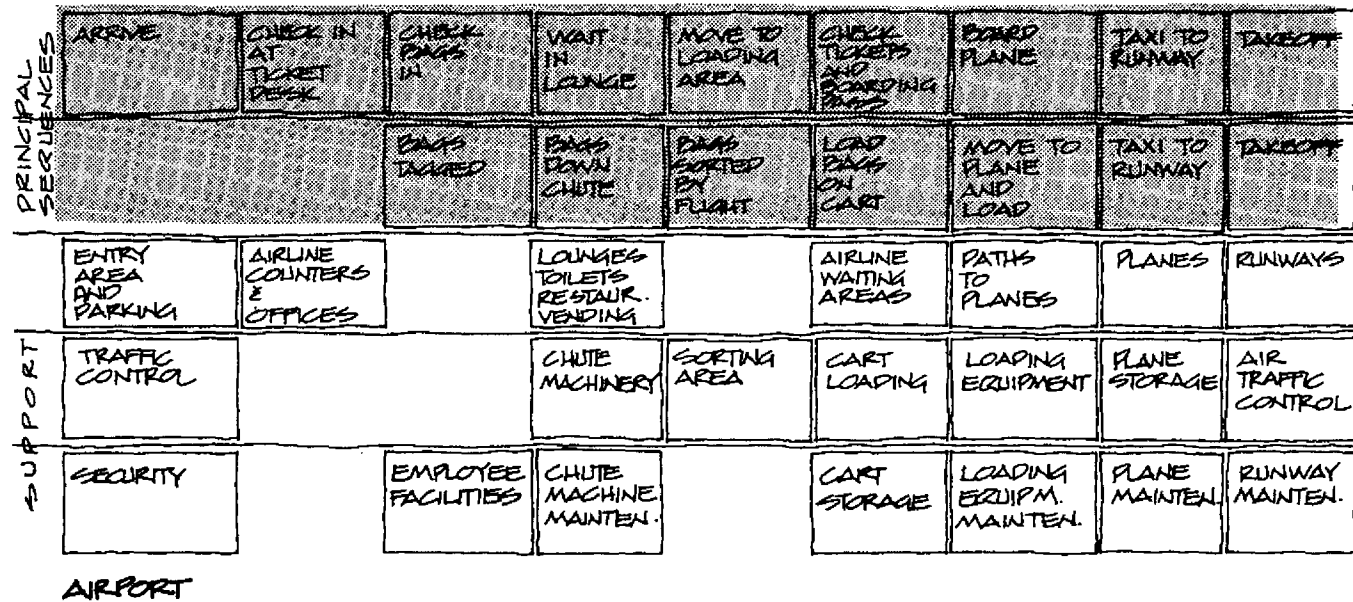 PRINCIPAL
SEQUENCES
ARRIVE
CHECK IN
AT
TICKET
DESK
CHECK
BAGS
IN
WAIT
IN
LOUNGE
MOVE TO
LOADING
AREA
CHECK
TICKETS
AND
BOARDING
PASS
BOARD
PLANE
TAXI TO
RUNWAY
TAKEOFF
BAGS
TAGGED
BAGS
DOWN
CHUTE
BAGS
SORTED
BY
FLIGHT
LOAD
BAGS
ON
CART
MOVE TO
PLANE
AND
LOAD
TAXI TO
RUNWAY
TAKEOFF
SUPPORT
ENTRY
AREA
AND
PARKING
AIRLINE
COUNTERS
&
OFFICES
LOUNGES
TOILETS
RESTAUR.
VENDING
AIRLINE
WAITING
AREAS
PATHS
TO
PLANES
PLANES
RUNWAYS
TRAFFIC
CONTROL
CHUTE
MACHINERY
SORTING
AREA
CART
LOADING
LOADING
EQUIPMENT
PLANE
STORAGE
AIR
TRAFFIC
CONTROL
SECURITY
EMPLOYEE
FACILITIES
CHUTE
MACHINE
MAINTEN.
CART
STORAGE
LOADING
EQUIPM.
MAINTEN.
PLANE
MAINTEN.
RUNWAY
MAINTEN.
AIRPORT